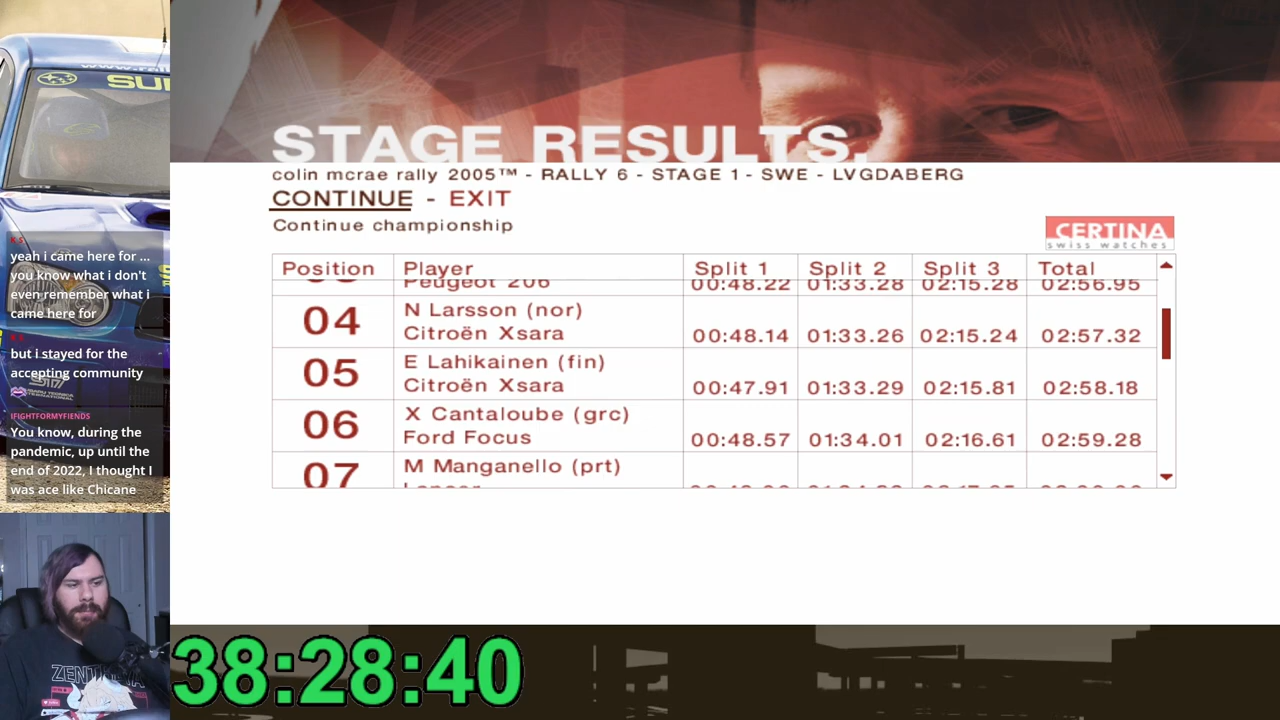 SU
yeah i came here for ...
you know what i don't
even remember what i
came here for
but i stayed for the
accepting community
IFIGHTFORMYFIENDS
You know, during the
pandemic, up until the
end of 2022, I thought I
was ace like Chicane
STAGE RESULTS.
colin mcrae rally 2005™ - RALLY 6 - STAGE 1 - SWE - LVGDABERG
CONTINUE - EXIT
Continue championship
CERTINA
swiss watches
Position Player Split 1 Split 2 Split 3 Total
Peugeot 206 00:48.22 01:33.28 02:15.28 02:56.95
04 N Larsson (nor)
Citroën Xsara 00:48.14 01:33.26 02:15.24 02:57.32
05 E Lahikainen (fin)
Citroën Xsara 00:47.91 01:33.29 02:15.81 02:58.18
06 X Cantaloube (grc)
Ford Focus 00:48.57 01:34.01 02:16.61 02:59.28
07 M Manganello (prt)
38:28:40